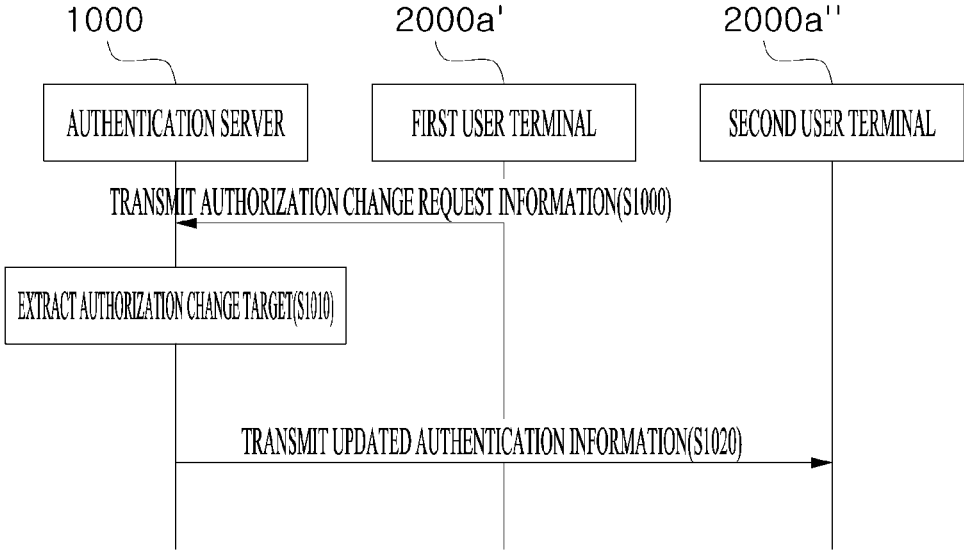 1000
2000a'
2000a''
AUTHENTICATION SERVER
FIRST USER TERMINAL
SECOND USER TERMINAL
TRANSMIT AUTHORIZATION CHANGE REQUEST INFORMATION(S1000)
EXTRACT AUTHORIZATION CHANGE TARGET(S1010)
TRANSMIT UPDATED AUTHENTICATION INFORMATION(S1020)